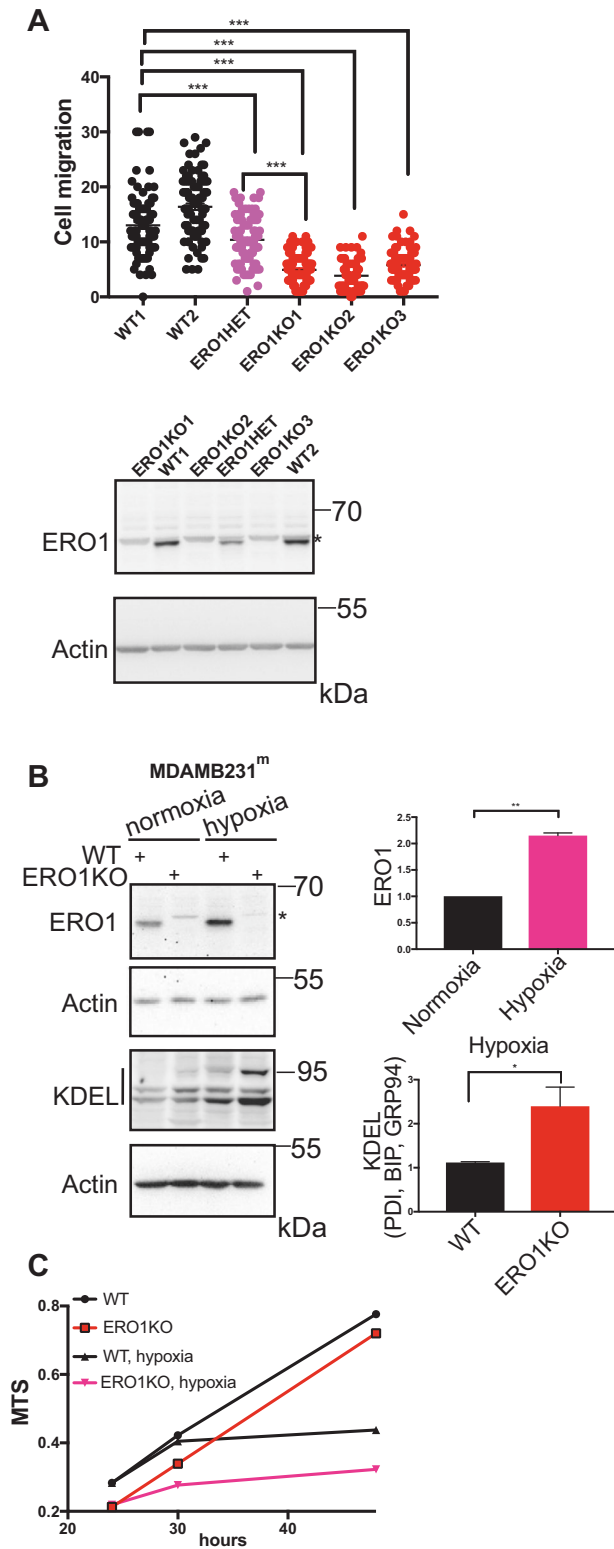 A
***
***
***
***
***
Cell migration
40
30
20
10
0
WT1
WT2
ERO1HET
ERO1KO1
ERO1KO2
ERO1KO3
ERO1KO1
WT1
ERO1KO2
ERO1HET
ERO1KO3
WT2
70
ERO1
*
55
Actin
kDa
B
MDAMB231m
normoxia hypoxia
WT + +
ERO1KO + +
70
ERO1
*
55
Actin
95
KDEL
55
Actin
kDa
**
ERO1
2.5
2.0
1.5
1.0
0.5
0.0
Normoxia
Hypoxia
Hypoxia
*
KDEL
(PDI, BIP, GRP94)
3
2
1
0
WT
ERO1KO
C
WT
ERO1KO
WT, hypoxia
ERO1KO, hypoxia
MTS
0.8
0.6
0.4
0.2
20
30
40
hours